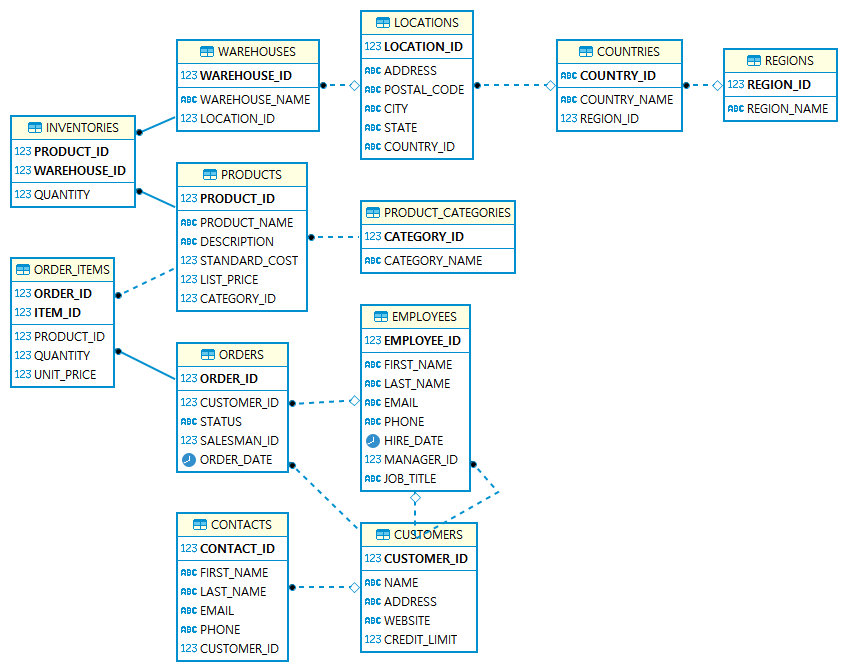 LOCATIONS
123 LOCATION_ID
ABC ADDRESS
ABC POSTAL_CODE
ABC CITY
ABC STATE
ABC COUNTRY_ID
WAREHOUSES
123 WAREHOUSE_ID
ABC WAREHOUSE_NAME
123 LOCATION_ID
COUNTRIES
ABC COUNTRY_ID
ABC COUNTRY_NAME
123 REGION_ID
REGIONS
123 REGION_ID
ABC REGION_NAME
INVENTORIES
123 PRODUCT_ID
123 WAREHOUSE_ID
123 QUANTITY
PRODUCTS
123 PRODUCT_ID
ABC PRODUCT_NAME
ABC DESCRIPTION
123 STANDARD_COST
123 LIST_PRICE
123 CATEGORY_ID
PRODUCT_CATEGORIES
123 CATEGORY_ID
ABC CATEGORY_NAME
ORDER_ITEMS
123 ORDER_ID
123 ITEM_ID
123 PRODUCT_ID
123 QUANTITY
123 UNIT_PRICE
ORDERS
123 ORDER_ID
123 CUSTOMER_ID
ABC STATUS
123 SALESMAN_ID
ORDER_DATE
EMPLOYEES
123 EMPLOYEE_ID
ABC FIRST_NAME
ABC LAST_NAME
ABC EMAIL
ABC PHONE
HIRE_DATE
123 MANAGER_ID
ABC JOB_TITLE
CONTACTS
123 CONTACT_ID
ABC FIRST_NAME
ABC LAST_NAME
ABC EMAIL
ABC PHONE
123 CUSTOMER_ID
CUSTOMERS
123 CUSTOMER_ID
ABC NAME
ABC ADDRESS
ABC WEBSITE
123 CREDIT_LIMIT